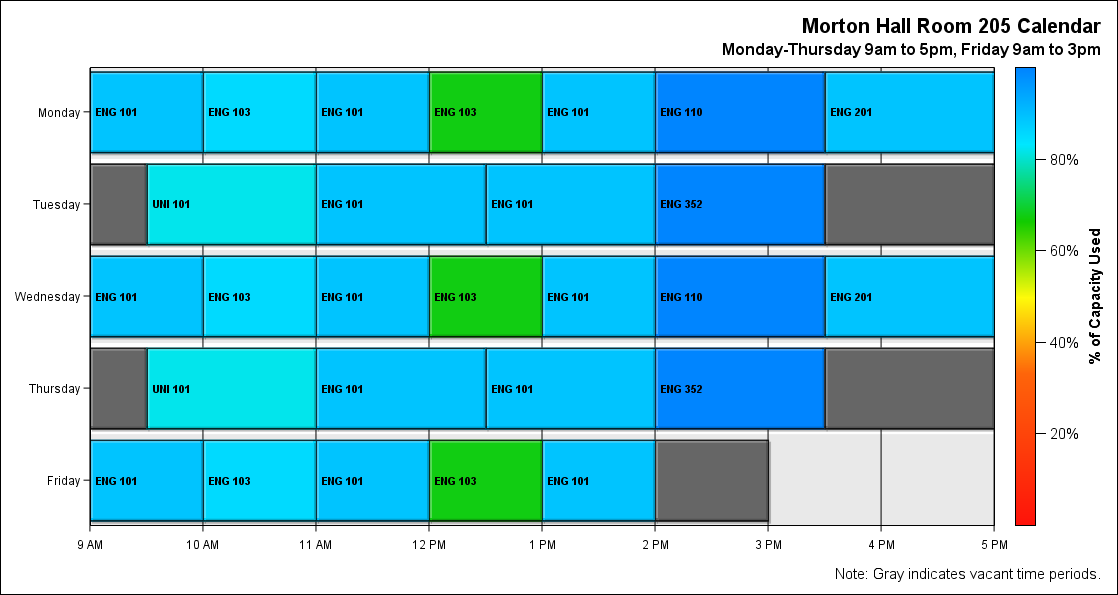 Morton Hall Room 205 Calendar
Monday-Thursday 9am to 5pm, Friday 9am to 3pm
Monday
ENG 101
ENG 103
ENG 101
ENG 103
ENG 101
ENG 110
ENG 201
Tuesday
UNI 101
ENG 101
ENG 101
ENG 352
Wednesday
ENG 101
ENG 103
ENG 101
ENG 103
ENG 101
ENG 110
ENG 201
Thursday
UNI 101
ENG 101
ENG 101
ENG 352
Friday
ENG 101
ENG 103
ENG 101
ENG 103
ENG 101
9 AM
10 AM
11 AM
12 PM
1 PM
2 PM
3 PM
4 PM
5 PM
80%
60%
40%
20%
% of Capacity Used
Note: Gray indicates vacant time periods.